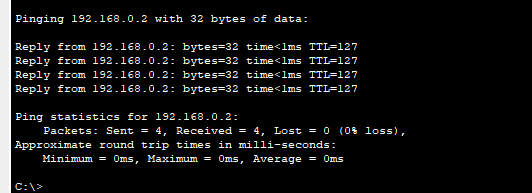 Pinging 192.168.0.2 with 32 bytes of data:
Reply from 192.168.0.2: bytes=32 time<1ms TTL=127
Reply from 192.168.0.2: bytes=32 time<1ms TTL=127
Reply from 192.168.0.2: bytes=32 time<1ms TTL=127
Reply from 192.168.0.2: bytes=32 time<1ms TTL=127
Ping statistics for 192.168.0.2:
Packets: Sent = 4, Received = 4, Lost = 0 (0% loss),
Approximate round trip times in milli-seconds:
Minimum = 0ms, Maximum = 0ms, Average = 0ms
C:\>